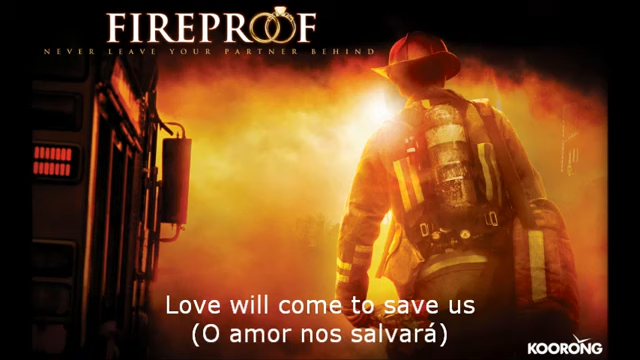 FIREPROOF
NEVER LEAVE YOUR PARTNER BEHIND
Love will come to save us
(O amor nos salvará)
KOORONG